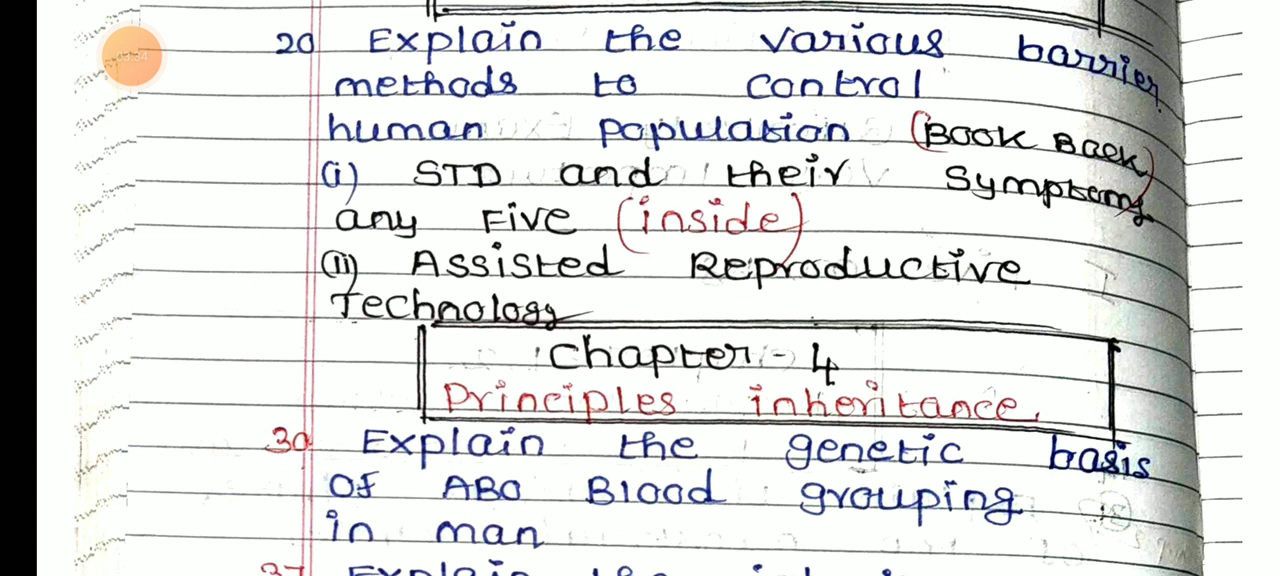 20 Explain the various barrier
methods to control
human population (BOOK Back)
(i) STD and their Symptoms
any Five (inside)
(ii) Assisted Reproductive
Technology
Chapter - 4
Principles inheritance.
30 Explain the genetic basis
Of ABO Blood grouping
in man